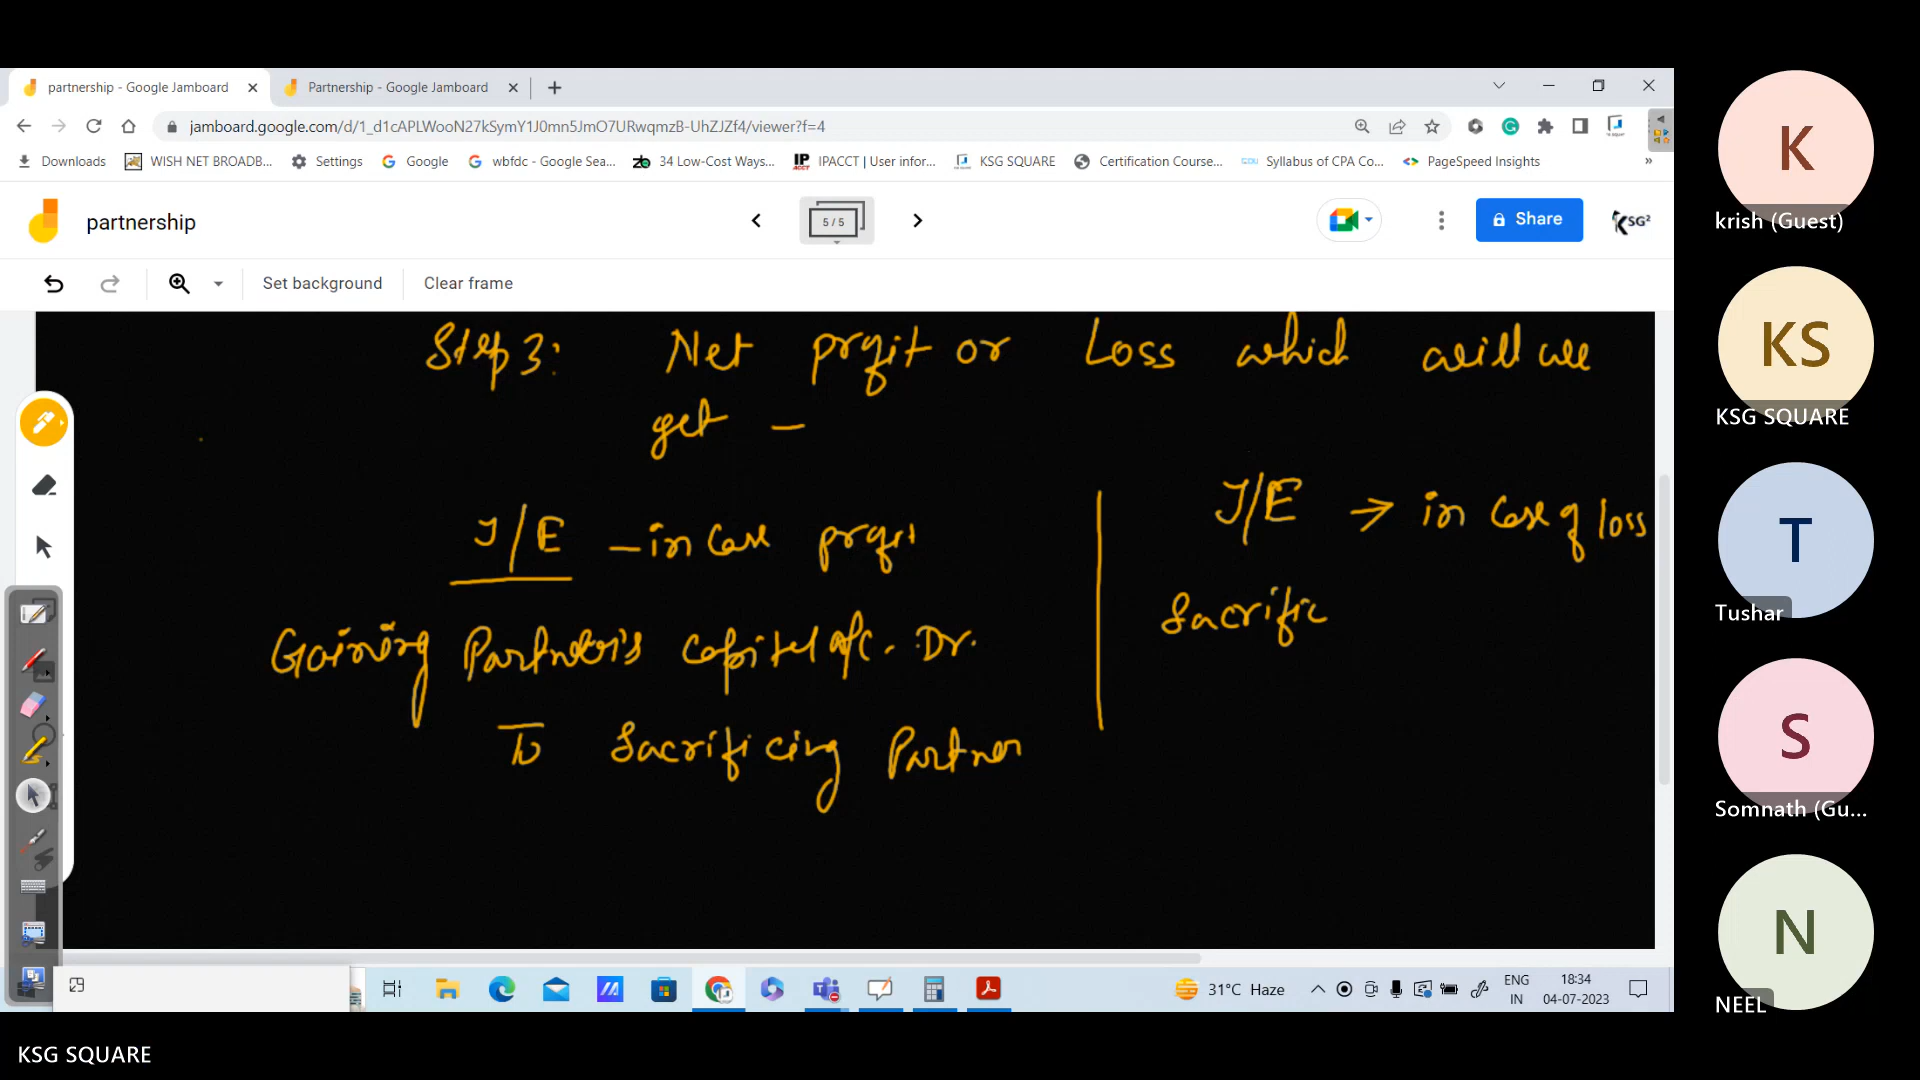 partnership - Google Jamboard
Partnership - Google Jamboard
jamboard.google.com/d/1_d1cAPLWooN27kSymY1J0mn5JmO7URwqmzB-UhZJZf4/viewer?f=4
Downloads
WISH NET BROADB...
Settings
Google
wbfdc - Google Sea...
34 Low-Cost Ways...
IPACCT | User infor...
KSG SQUARE
Certification Course...
Syllabus of CPA Co...
PageSpeed Insights
»
partnership
5 / 5
Share
KSG²
Set background
Clear frame
Step 3: Net profit or Loss which will we
get –
J/E – in case profit
Gaining Partner's capital a/c. Dr.
To Sacrificing Partner
J/E → in case of loss
Sacrific
31°C Haze
ENG
IN
18:34
04-07-2023
K
krish (Guest)
KS
KSG SQUARE
T
Tushar
S
Somnath (Gu...
N
NEEL
KSG SQUARE